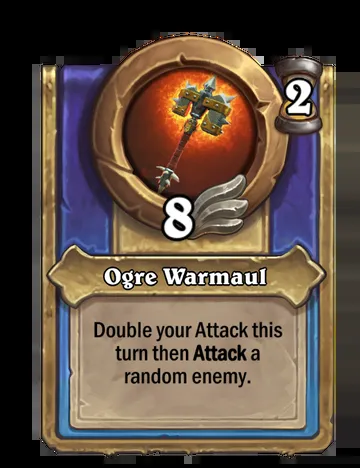 2
8
Ogre Warmaul
Double your Attack this
turn then Attack a
random enemy.